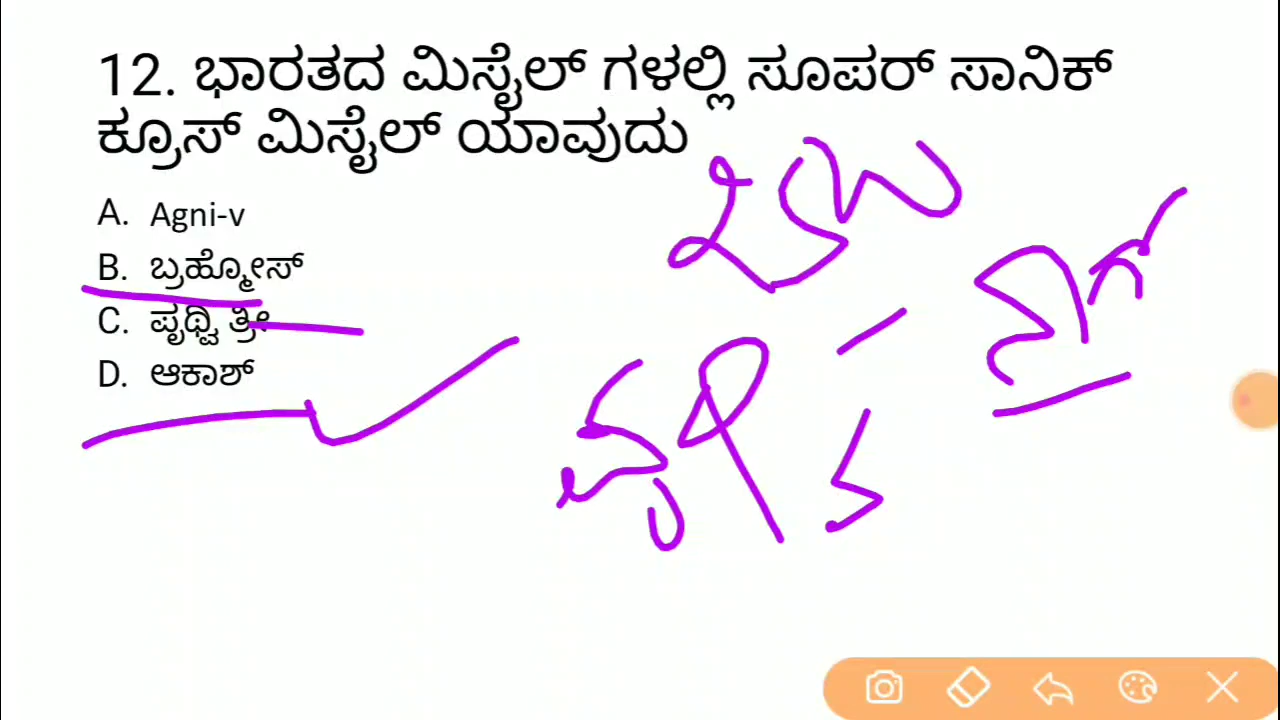 12. ಭಾರತದ ಮಿಸೈಲ್ ಗಳಲ್ಲಿ ಸೂಪರ್ ಸಾನಿಕ್
ಕ್ರೂಸ್ ಮಿಸೈಲ್ ಯಾವುದು
A. Agni-v
B. ಬ್ರಹ್ಮೋಸ್
C. ಪೃಥ್ವಿ ತ್ರೀ
D. ಆಕಾಶ್